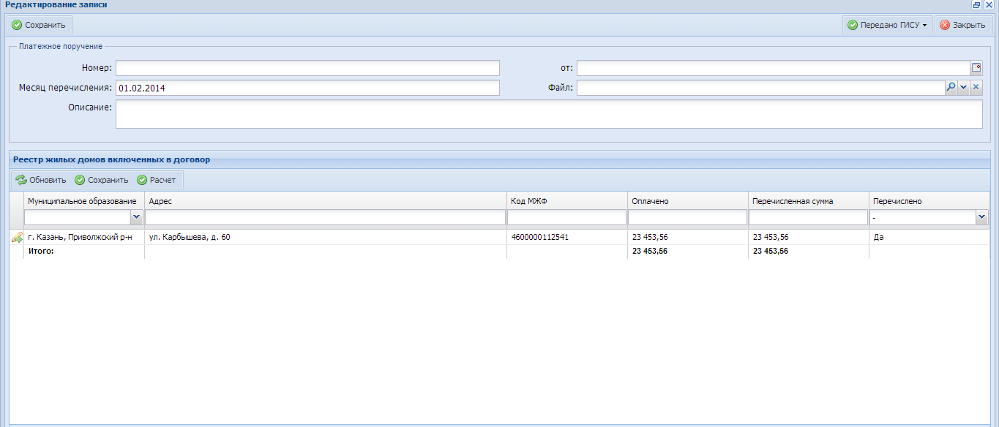 Редактирование записи
Сохранить Передано ГИСУ Закрыть
Платежное поручение
Номер: от:
Месяц перечисления: 01.02.2014 Файл:
Описание:
Реестр жилых домов включенных в договор
Обновить Сохранить Расчет
Муниципальное образование Адрес Код МЖФ Оплачено Перечисленная сумма Перечислено
-
г. Казань, Приволжский р-н ул. Карбышева, д. 60 4600000112541 23 453,56 23 453,56 Да
Итого: 23 453,56 23 453,56